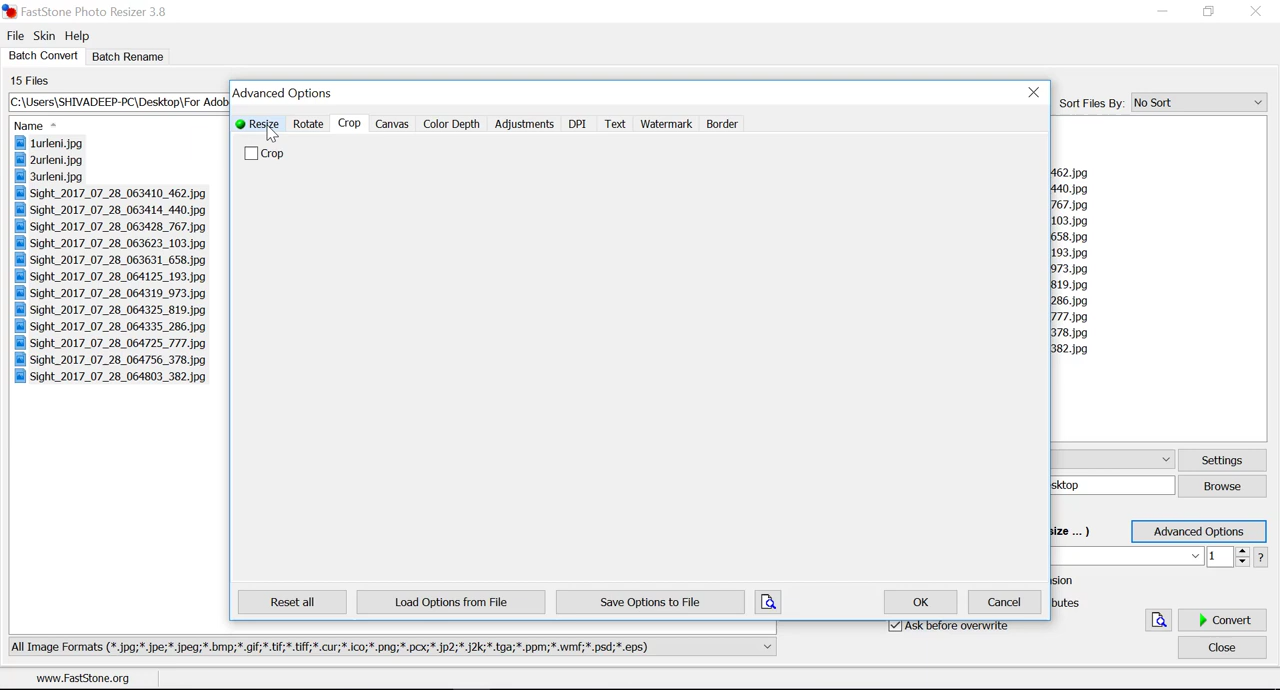 FastStone Photo Resizer 3.8
File Skin Help
Batch Convert Batch Rename
15 Files
C:\Users\SHIVADEEP-PC\Desktop\For Adob
Sort Files By: No Sort
Advanced Options
Resize Rotate Crop Canvas Color Depth Adjustments DPI Text Watermark Border
Crop
Name
1urleni.jpg
2urleni.jpg
3urleni.jpg
Sight_2017_07_28_063410_462.jpg
Sight_2017_07_28_063414_440.jpg
Sight_2017_07_28_063428_767.jpg
Sight_2017_07_28_063623_103.jpg
Sight_2017_07_28_063631_658.jpg
Sight_2017_07_28_064125_193.jpg
Sight_2017_07_28_064319_973.jpg
Sight_2017_07_28_064325_819.jpg
Sight_2017_07_28_064335_286.jpg
Sight_2017_07_28_064725_777.jpg
Sight_2017_07_28_064756_378.jpg
Sight_2017_07_28_064803_382.jpg
462.jpg
440.jpg
767.jpg
103.jpg
658.jpg
193.jpg
973.jpg
819.jpg
286.jpg
777.jpg
378.jpg
382.jpg
Settings
sktop Browse
size ... ) Advanced Options
1 ?
sion
butes
Reset all Load Options from File Save Options to File OK Cancel
Ask before overwrite
Convert
All Image Formats (*.jpg;*.jpe;*.jpeg;*.bmp;*.gif;*.tif;*.tiff;*.cur;*.ico;*.png;*.pcx;*.jp2;*.j2k;*.tga;*.ppm;*.wmf;*.psd;*.eps)
Close
www.FastStone.org